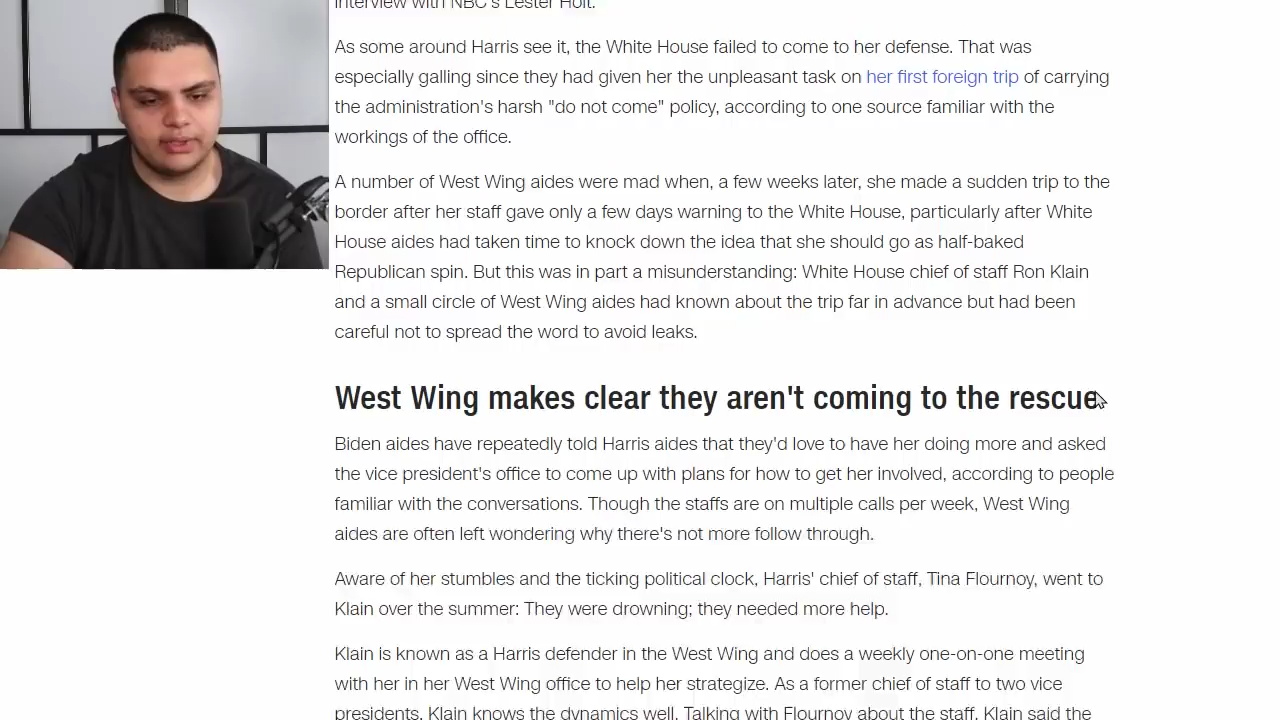 interview with NBC's Lester Holt.
As some around Harris see it, the White House failed to come to her defense. That was
especially galling since they had given her the unpleasant task on her first foreign trip of carrying
the administration's harsh "do not come" policy, according to one source familiar with the
workings of the office.
A number of West Wing aides were mad when, a few weeks later, she made a sudden trip to the
border after her staff gave only a few days warning to the White House, particularly after White
House aides had taken time to knock down the idea that she should go as half-baked
Republican spin. But this was in part a misunderstanding: White House chief of staff Ron Klain
and a small circle of West Wing aides had known about the trip far in advance but had been
careful not to spread the word to avoid leaks.
West Wing makes clear they aren't coming to the rescue
Biden aides have repeatedly told Harris aides that they'd love to have her doing more and asked
the vice president's office to come up with plans for how to get her involved, according to people
familiar with the conversations. Though the staffs are on multiple calls per week, West Wing
aides are often left wondering why there's not more follow through.
Aware of her stumbles and the ticking political clock, Harris' chief of staff, Tina Flournoy, went to
Klain over the summer: They were drowning; they needed more help.
Klain is known as a Harris defender in the West Wing and does a weekly one-on-one meeting
with her in her West Wing office to help her strategize. As a former chief of staff to two vice
presidents, Klain knows the dynamics well. Talking with Flournoy about the staff, Klain said the